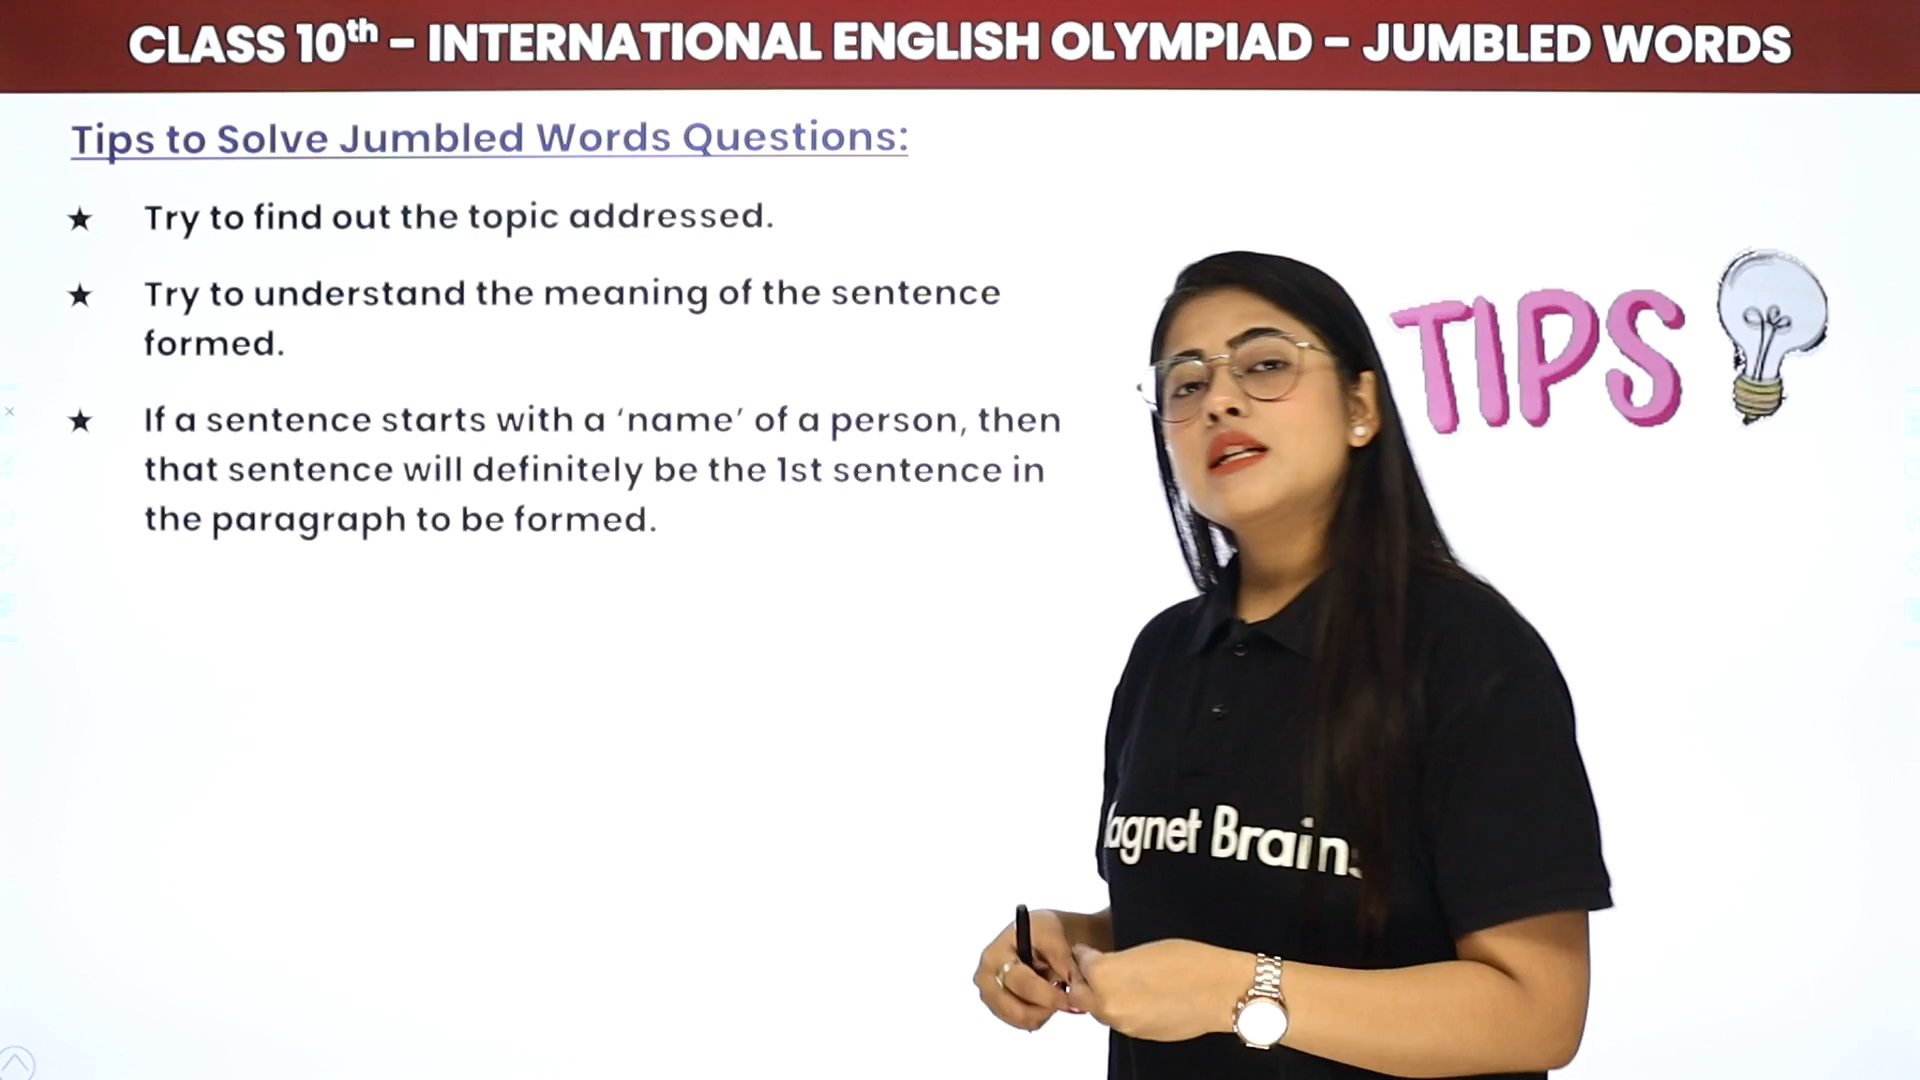 CLASS 10th - INTERNATIONAL ENGLISH OLYMPIAD - JUMBLED WORDS
Tips to Solve Jumbled Words Questions:
★ Try to find out the topic addressed.
★ Try to understand the meaning of the sentence
formed.
★ If a sentence starts with a ‘name’ of a person, then
that sentence will definitely be the 1st sentence in
the paragraph to be formed.
TIPS
agnet Brain